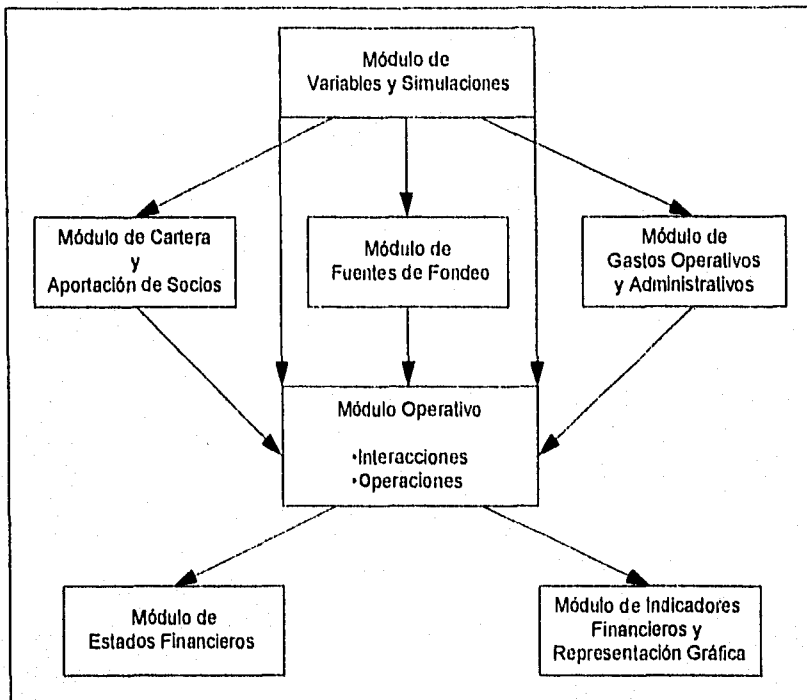 Módulo de
Variables y Simulaciones
Módulo de Cartera
y
Aportación de Socios
Módulo de
Fuentes de Fondeo
Módulo de
Gastos Operativos
y Administrativos
Módulo Operativo
•Interacciones
•Operaciones
Módulo de
Estados Financieros
Módulo de Indicadores
Financieros y
Representación Gráfica